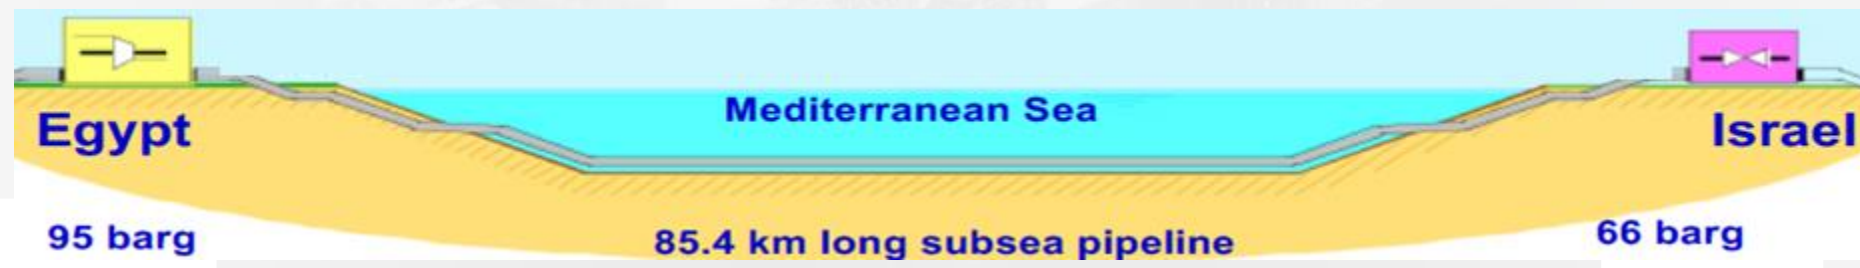 Mediterranean Sea
Egypt
Israel
95 barg
85.4 km long subsea pipeline
66 barg